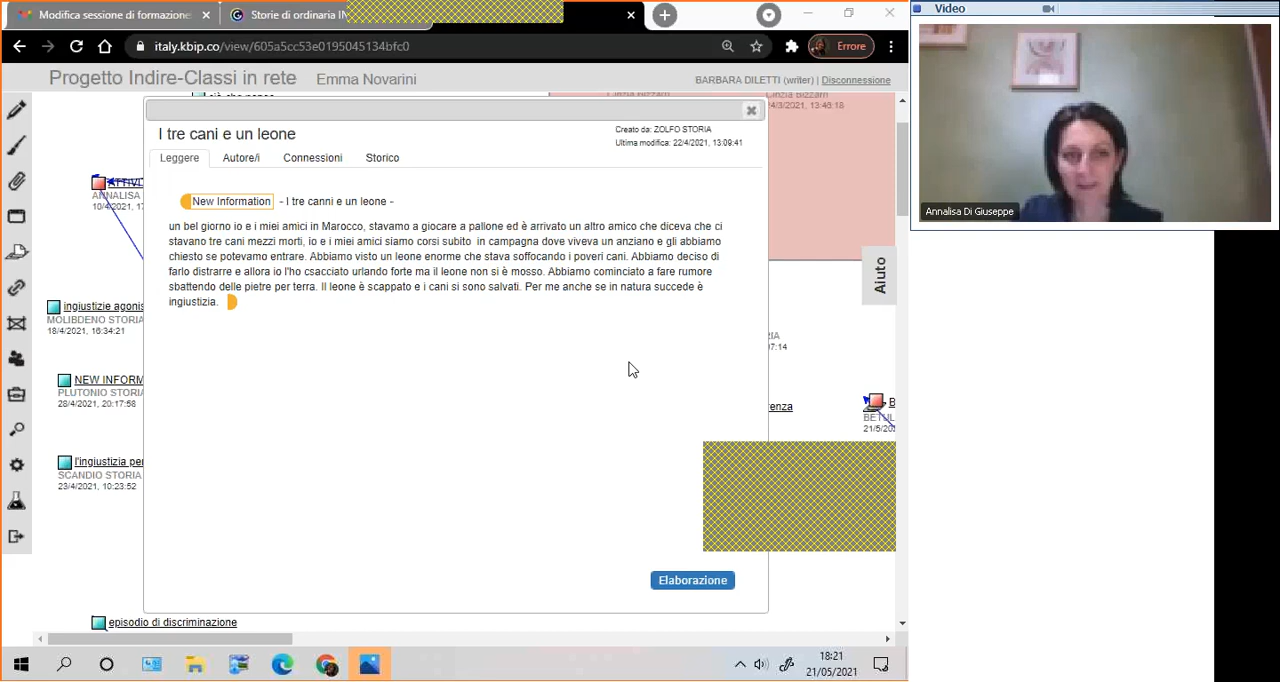 Modifica sessione di formazione
Storie di ordinaria IN
Video
italy.kbip.co/view/605a5cc53e0195045134bfc0
Errore
Progetto Indire-Classi in rete
Emma Novarini
BARBARA DILETTI (writer) | Disconnessione
Cinzia Bizzarri
Cinzia Bizzarri
24/3/2021, 13:46:18
I tre cani e un leone
Creato da: ZOLFO STORIA
Ultima modifica: 22/4/2021, 13:09:41
Leggere
Autore/i
Connessioni
Storico
ANNALISA
10/4/2021, 17
New Information - I tre canni e un leone -
un bel giorno io e i miei amici in Marocco, stavamo a giocare a pallone ed è arrivato un altro amico che diceva che ci
stavano tre cani mezzi morti, io e i miei amici siamo corsi subito in campagna dove viveva un anziano e gli abbiamo
chiesto se potevamo entrare. Abbiamo visto un leone enorme che stava soffocando i poveri cani. Abbiamo deciso di
farlo distrarre e allora io l'ho csacciato urlando forte ma il leone non si è mosso. Abbiamo cominciato a fare rumore
sbattendo delle pietre per terra. Il leone è scappato e i cani si sono salvati. Per me anche se in natura succede è
ingiustizia.
Aiuto
Annalisa Di Giuseppe
ingiustizie agonis
MOLIBDENO STORIA
18/4/2021, 16:34:21
RIA
07:14
NEW INFORM
PLUTONIO STORIA
28/4/2021, 20:17:58
renza
B
BETUL
21/5/202
l'ingiustizia per
SCANDIO STORIA
23/4/2021, 10:23:52
Elaborazione
episodio di discriminazione
18:21
21/05/2021